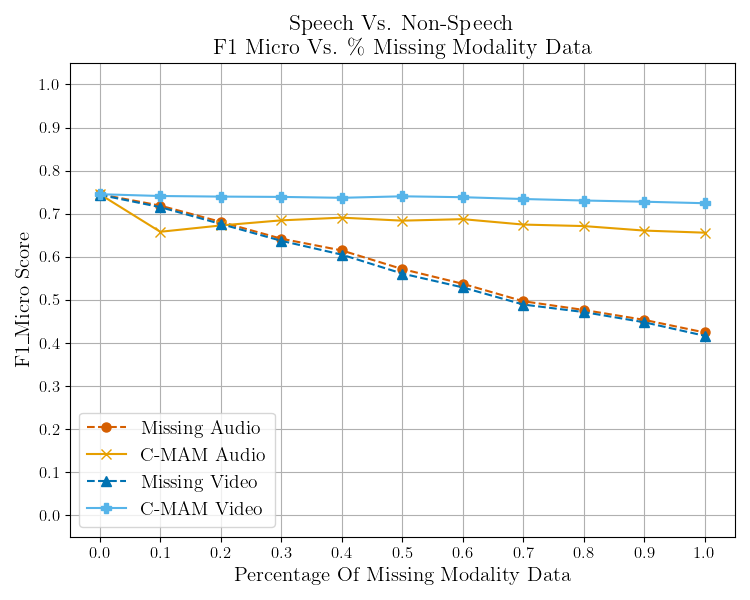 Speech Vs. Non-Speech
F1 Micro Vs. % Missing Modality Data
F1_Micro Score
1.0
0.9
0.8
0.7
0.6
0.5
0.4
0.3
0.2
0.1
0.0
Missing Audio
C-MAM Audio
Missing Video
C-MAM Video
0.0 0.1 0.2 0.3 0.4 0.5 0.6 0.7 0.8 0.9 1.0
Percentage Of Missing Modality Data